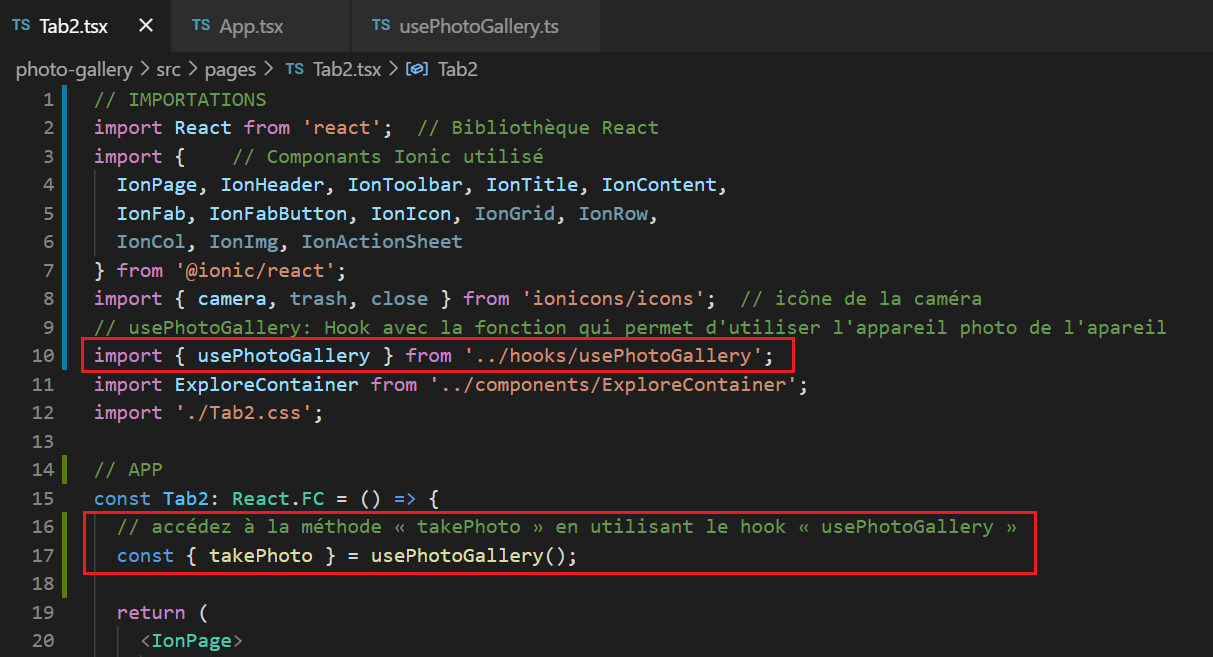 TS Tab2.tsx × TS App.tsx TS usePhotoGallery.ts
photo-gallery > src > pages > TS Tab2.tsx > Tab2
1 // IMPORTATIONS
2 import React from 'react';  // Bibliothèque React
3 import {    // Componants Ionic utilisé
4   IonPage, IonHeader, IonToolbar, IonTitle, IonContent,
5   IonFab, IonFabButton, IonIcon, IonGrid, IonRow,
6   IonCol, IonImg, IonActionSheet
7 } from '@ionic/react';
8 import { camera, trash, close } from 'ionicons/icons';  // icône de la caméra
9 // usePhotoGallery: Hook avec la fonction qui permet d'utiliser l'appareil photo de l'apareil
10 import { usePhotoGallery } from '../hooks/usePhotoGallery';
11 import ExploreContainer from '../components/ExploreContainer';
12 import './Tab2.css';
13
14 // APP
15 const Tab2: React.FC = () => {
16   // accédez à la méthode « takePhoto » en utilisant le hook « usePhotoGallery »
17   const { takePhoto } = usePhotoGallery();
18
19   return (
20     <IonPage>